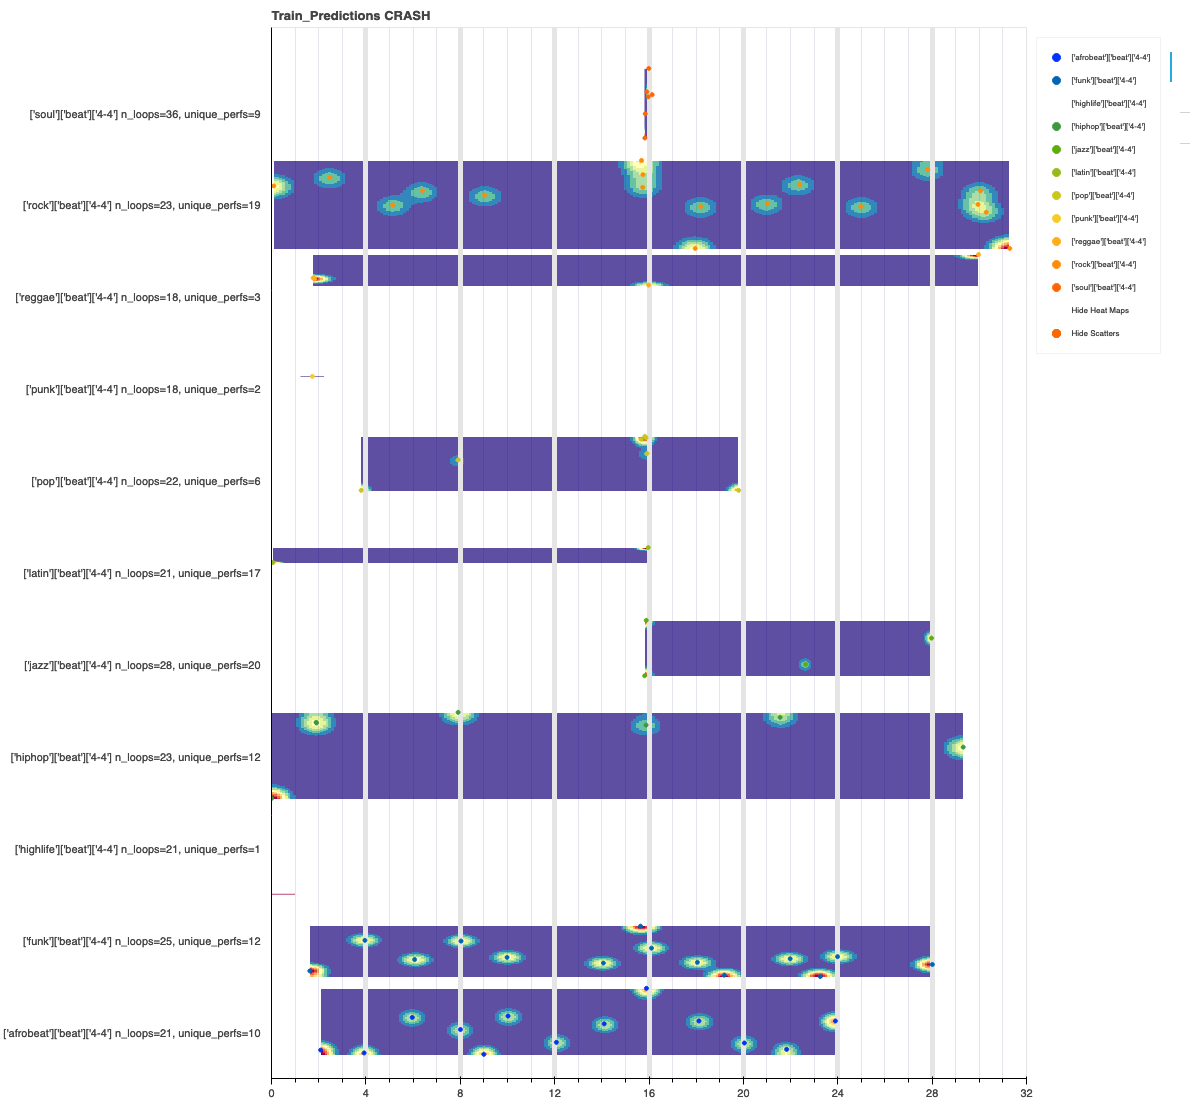 Train_Predictions CRASH
['soul']['beat']['4-4'] n_loops=36, unique_perfs=9
['rock']['beat']['4-4'] n_loops=23, unique_perfs=19
['reggae']['beat']['4-4'] n_loops=18, unique_perfs=3
['punk']['beat']['4-4'] n_loops=18, unique_perfs=2
['pop']['beat']['4-4'] n_loops=22, unique_perfs=6
['latin']['beat']['4-4'] n_loops=21, unique_perfs=17
['jazz']['beat']['4-4'] n_loops=28, unique_perfs=20
['hiphop']['beat']['4-4'] n_loops=23, unique_perfs=12
['highlife']['beat']['4-4'] n_loops=21, unique_perfs=1
['funk']['beat']['4-4'] n_loops=25, unique_perfs=12
['afrobeat']['beat']['4-4'] n_loops=21, unique_perfs=10
0 4 8 12 16 20 24 28 32
['afrobeat']['beat']['4-4']
['funk']['beat']['4-4']
['highlife']['beat']['4-4']
['hiphop']['beat']['4-4']
['jazz']['beat']['4-4']
['latin']['beat']['4-4']
['pop']['beat']['4-4']
['punk']['beat']['4-4']
['reggae']['beat']['4-4']
['rock']['beat']['4-4']
['soul']['beat']['4-4']
Hide Heat Maps
Hide Scatters